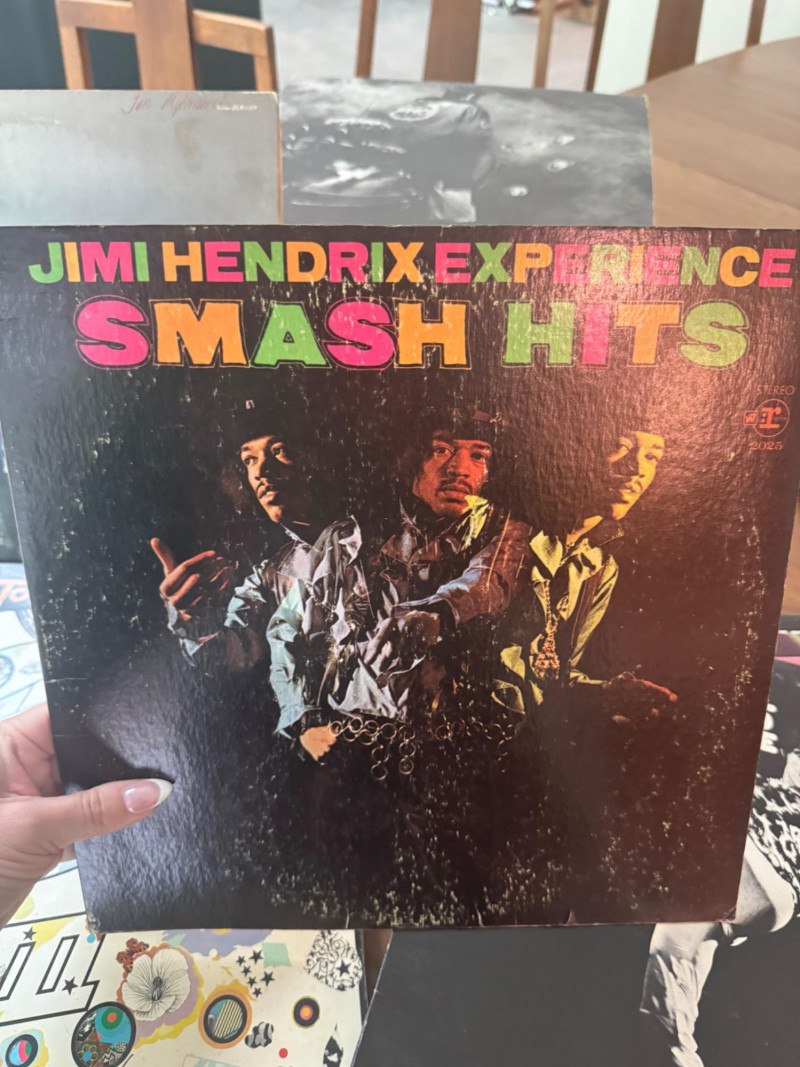 JIMI HENDRIX EXPERIENCE
SMASH HITS
STEREO
W
r
2025